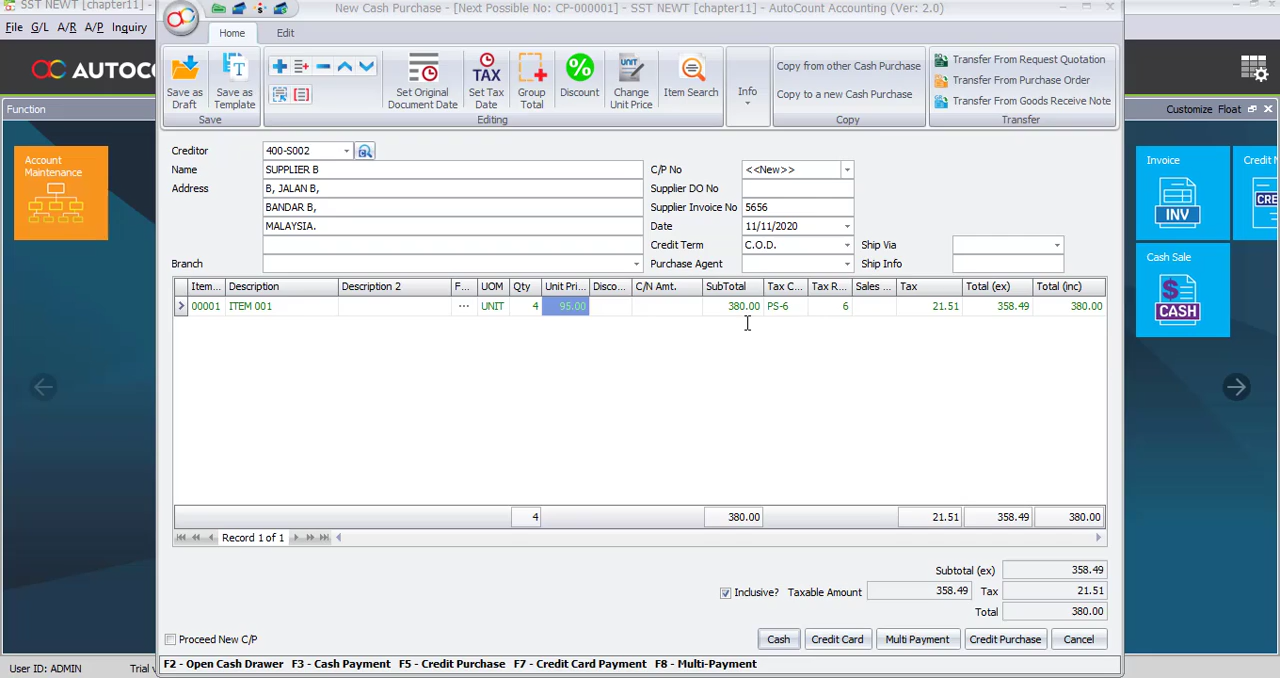 SST NEWT [chapter11]
New Cash Purchase - [Next Possible No: CP-000001] - SST NEWT [chapter11] - AutoCount Accounting (Ver: 2.0)
File G/L A/R A/P Inquiry
Home Edit
AUTOCO
Save as Draft
Save as Template
Save
Set Original Document Date
Set Tax Date
Group Total
Discount
Change Unit Price
Item Search
Editing
Info
Copy from other Cash Purchase
Copy to a new Cash Purchase
Copy
Transfer From Request Quotation
Transfer From Purchase Order
Transfer From Goods Receive Note
Transfer
Function
Customize Float
Account Maintenance
Invoice
INV
Credit
CRE
Cash Sale
CASH
Creditor 400-S002
Name SUPPLIER B C/P No <<New>>
Address B, JALAN B, Supplier DO No
BANDAR B, Supplier Invoice No 5656
MALAYSIA. Date 11/11/2020
Credit Term C.O.D. Ship Via
Branch Purchase Agent Ship Info
Item... Description Description 2 F... UOM Qty Unit Pri... Disco... C/N Amt. SubTotal Tax C... Tax R... Sales ... Tax Total (ex) Total (inc)
00001 ITEM 001 ... UNIT 4 95.00 380.00 PS-6 6 21.51 358.49 380.00
4 380.00 21.51 358.49 380.00
Record 1 of 1
Subtotal (ex) 358.49
Inclusive? Taxable Amount 358.49 Tax 21.51
Total 380.00
Proceed New C/P Cash Credit Card Multi Payment Credit Purchase Cancel
F2 - Open Cash Drawer F3 - Cash Payment F5 - Credit Purchase F7 - Credit Card Payment F8 - Multi-Payment
User ID: ADMIN Trial